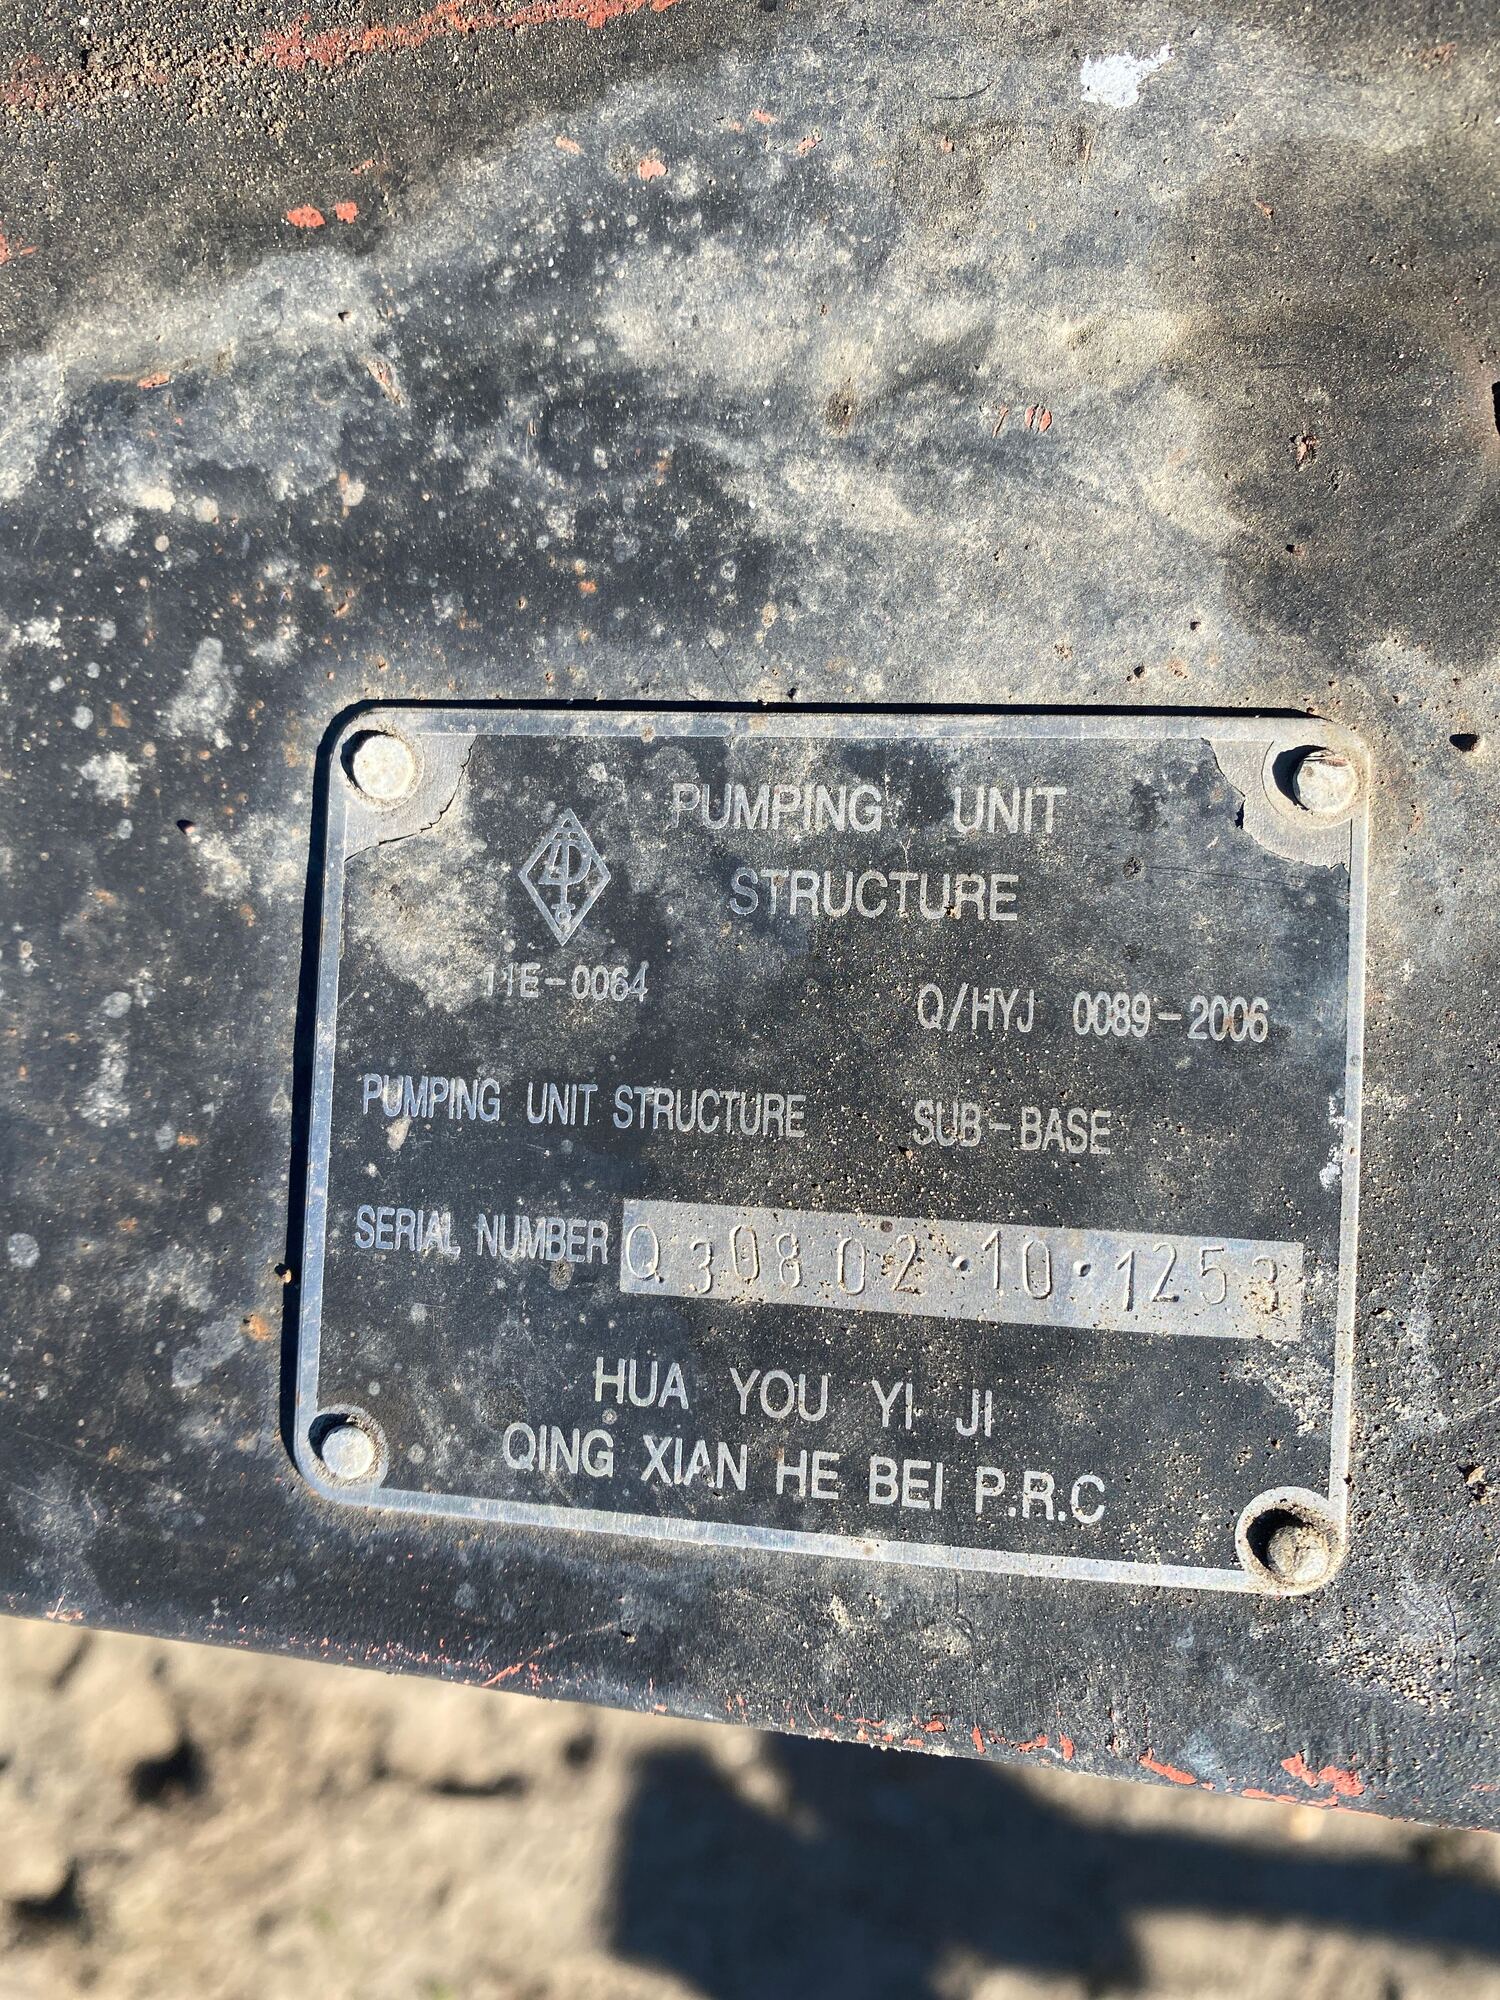 PUMPING UNIT
STRUCTURE
11E-0064
Q/HYJ 0089-2006
PUMPING UNIT STRUCTURE SUB-BASE
SERIAL NUMBER Q30802·10·1253
HUA YOU YI JI
QING XIAN HE BEI P.R.C